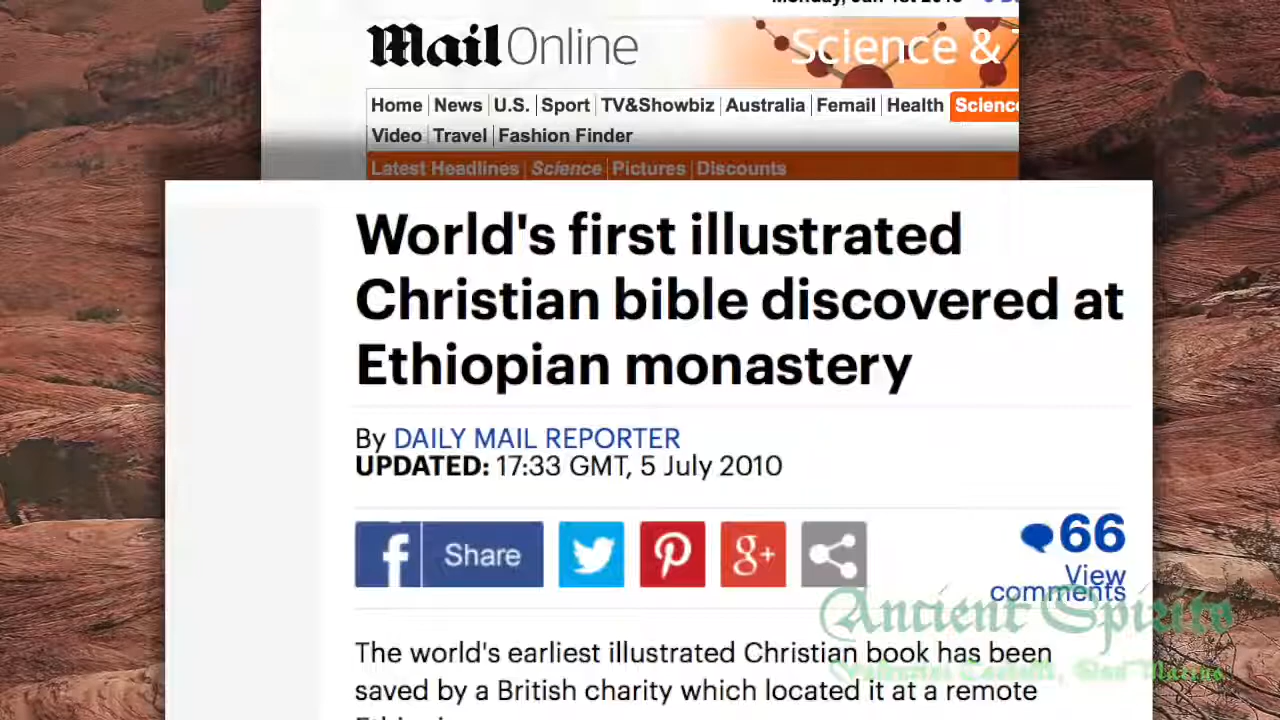 Mail Online
Science &
Home News U.S. Sport TV&Showbiz Australia Femail Health
Video Travel Fashion Finder
Latest Headlines Science Pictures Discounts
World's first illustrated
Christian bible discovered at
Ethiopian monastery
By DAILY MAIL REPORTER
UPDATED: 17:33 GMT, 5 July 2010
f Share
g+
66
View
comments
Ancient Spirits
The world's earliest illustrated Christian book has been
saved by a British charity which located it at a remote